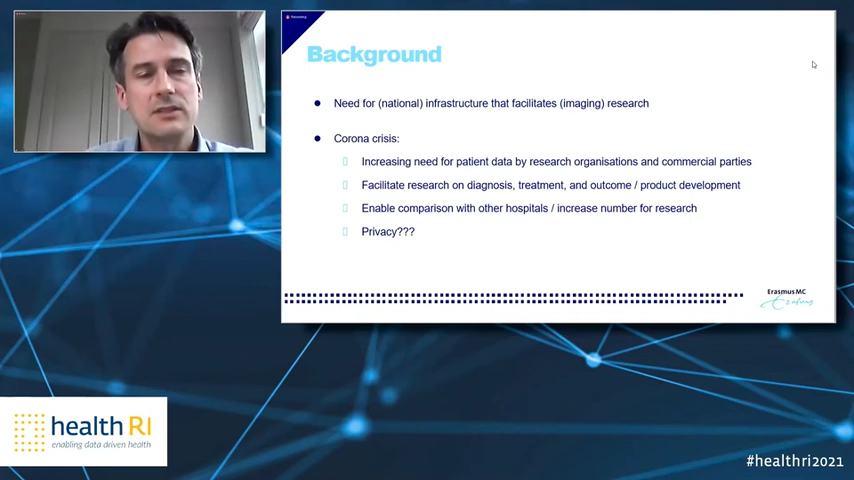 Recording
Background
Need for (national) infrastructure that facilitates (imaging) research
Corona crisis:
Increasing need for patient data by research organisations and commercial parties
Facilitate research on diagnosis, treatment, and outcome / product development
Enable comparison with other hospitals / increase number for research
Privacy???
Erasmus MC
Erasmus
health RI
enabling data driven health
#healthri2021